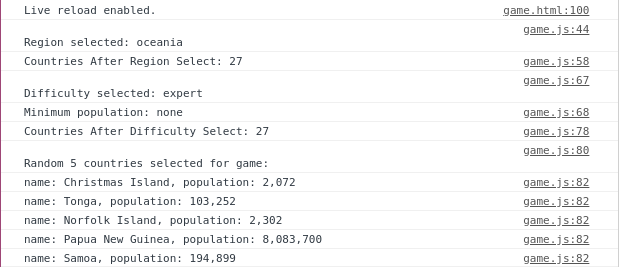 Live reload enabled. game.html:100
game.js:44
Region selected: oceania
Countries After Region Select: 27 game.js:58
game.js:67
Difficulty selected: expert
Minimum population: none game.js:68
Countries After Difficulty Select: 27 game.js:78
game.js:80
Random 5 countries selected for game:
name: Christmas Island, population: 2,072 game.js:82
name: Tonga, population: 103,252 game.js:82
name: Norfolk Island, population: 2,302 game.js:82
name: Papua New Guinea, population: 8,083,700 game.js:82
name: Samoa, population: 194,899 game.js:82